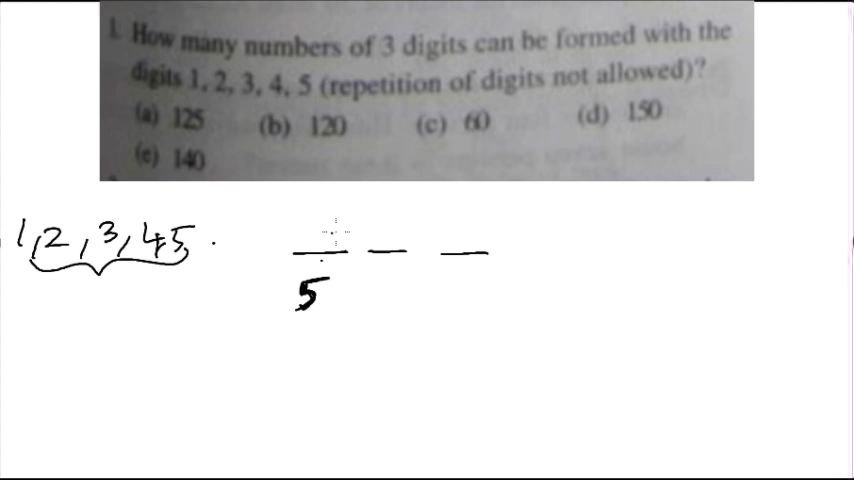 1. How many numbers of 3 digits can be formed with the
digits 1, 2, 3, 4, 5 (repetition of digits not allowed)?
(a) 125 (b) 120 (c) 60 (d) 150
(e) 140
1, 2, 3, 4, 5.
5